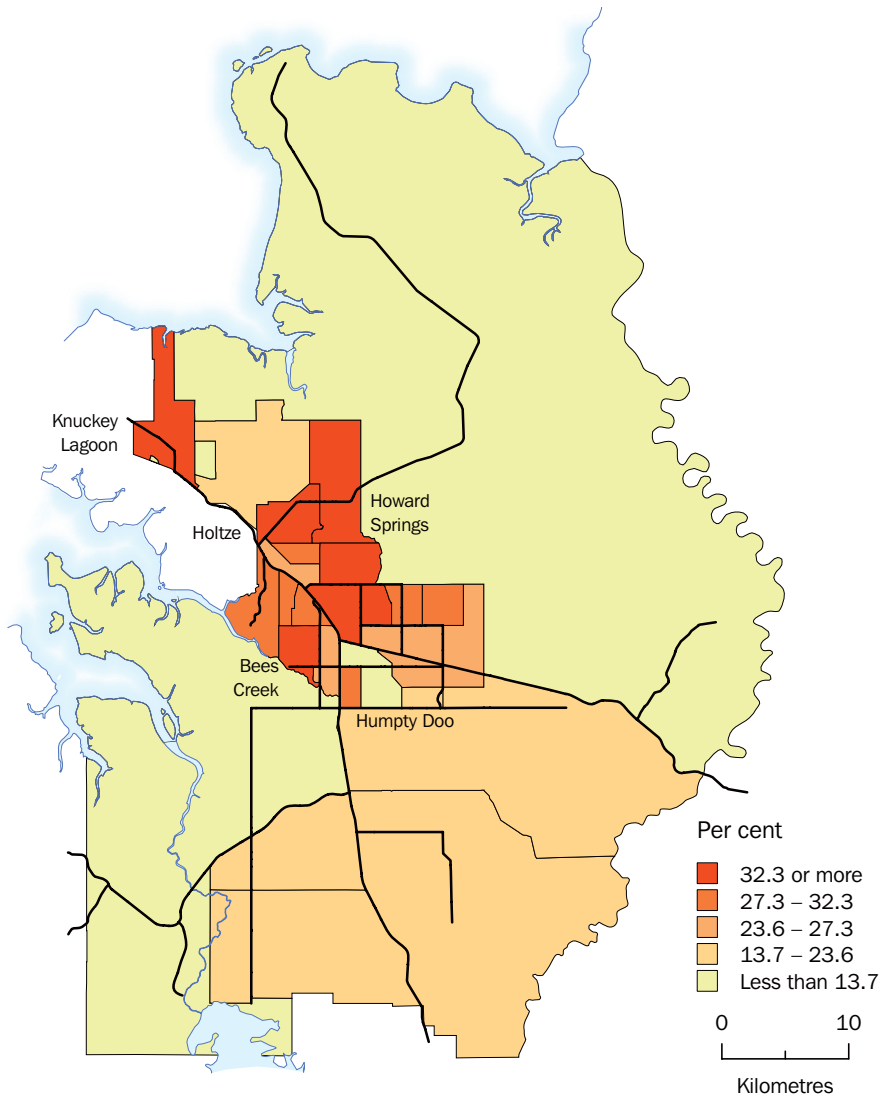 Knuckey
Lagoon
Howard
Springs
Holtze
Bees
Creek
Humpty Doo
Per cent
32.3 or more
27.3 – 32.3
23.6 – 27.3
13.7 – 23.6
Less than 13.7
0 10
Kilometres